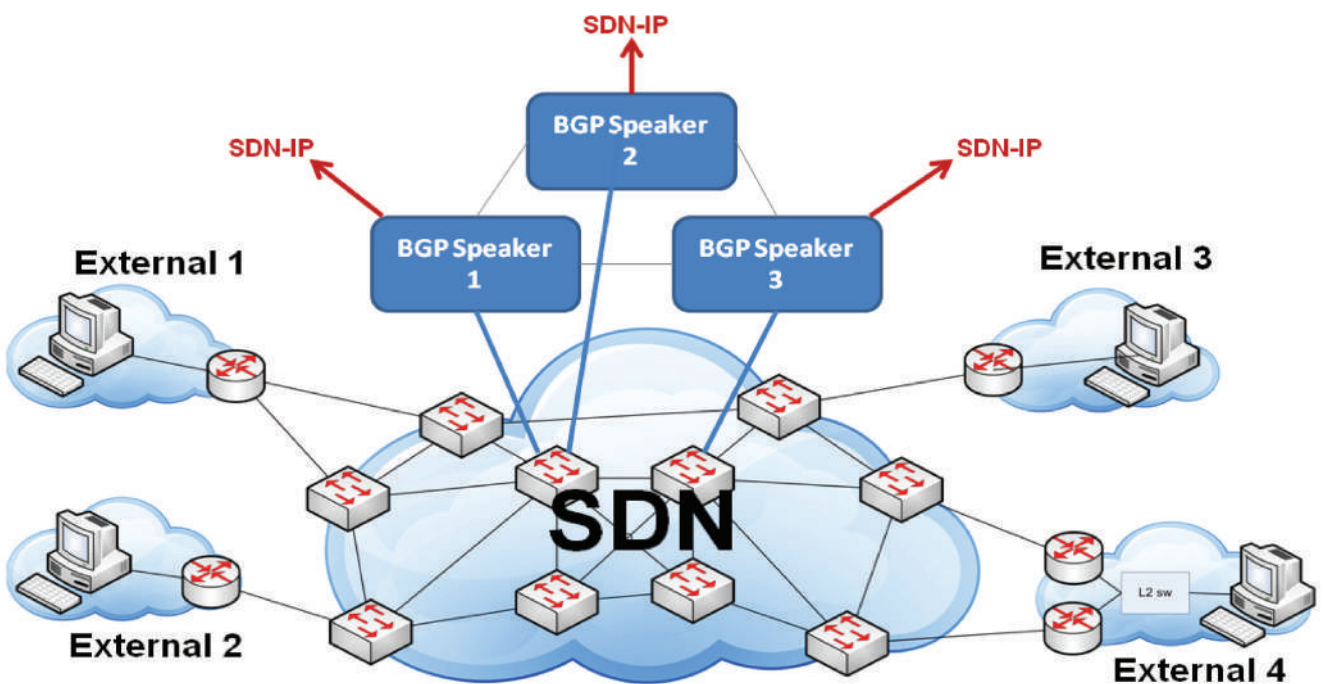 SDN-IP
BGP Speaker
2
SDN-IP
SDN-IP
BGP Speaker
1
BGP Speaker
3
External 1
External 3
SDN
L2 sw
External 2
External 4